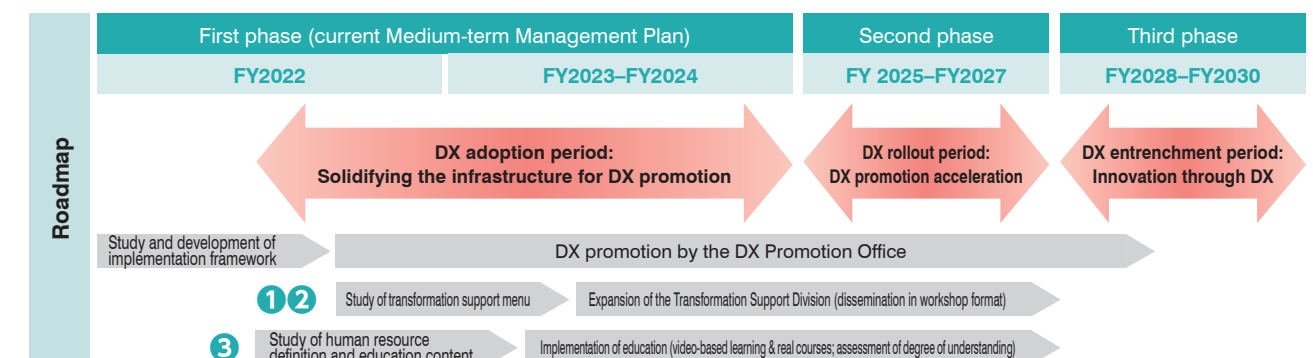 First phase (current Medium-term Management Plan)
Second phase
Third phase
FY2022
FY2023–FY2024
FY 2025–FY2027
FY2028–FY2030
Roadmap
DX adoption period:
Solidifying the infrastructure for DX promotion
DX rollout period:
DX promotion acceleration
DX entrenchment period:
Innovation through DX
Study and development of
implementation framework
DX promotion by the DX Promotion Office
1 2
Study of transformation support menu
Expansion of the Transformation Support Division (dissemination in workshop format)
3
Study of human resource
definition and education content
Implementation of education (video-based learning & real courses; assessment of degree of understanding)